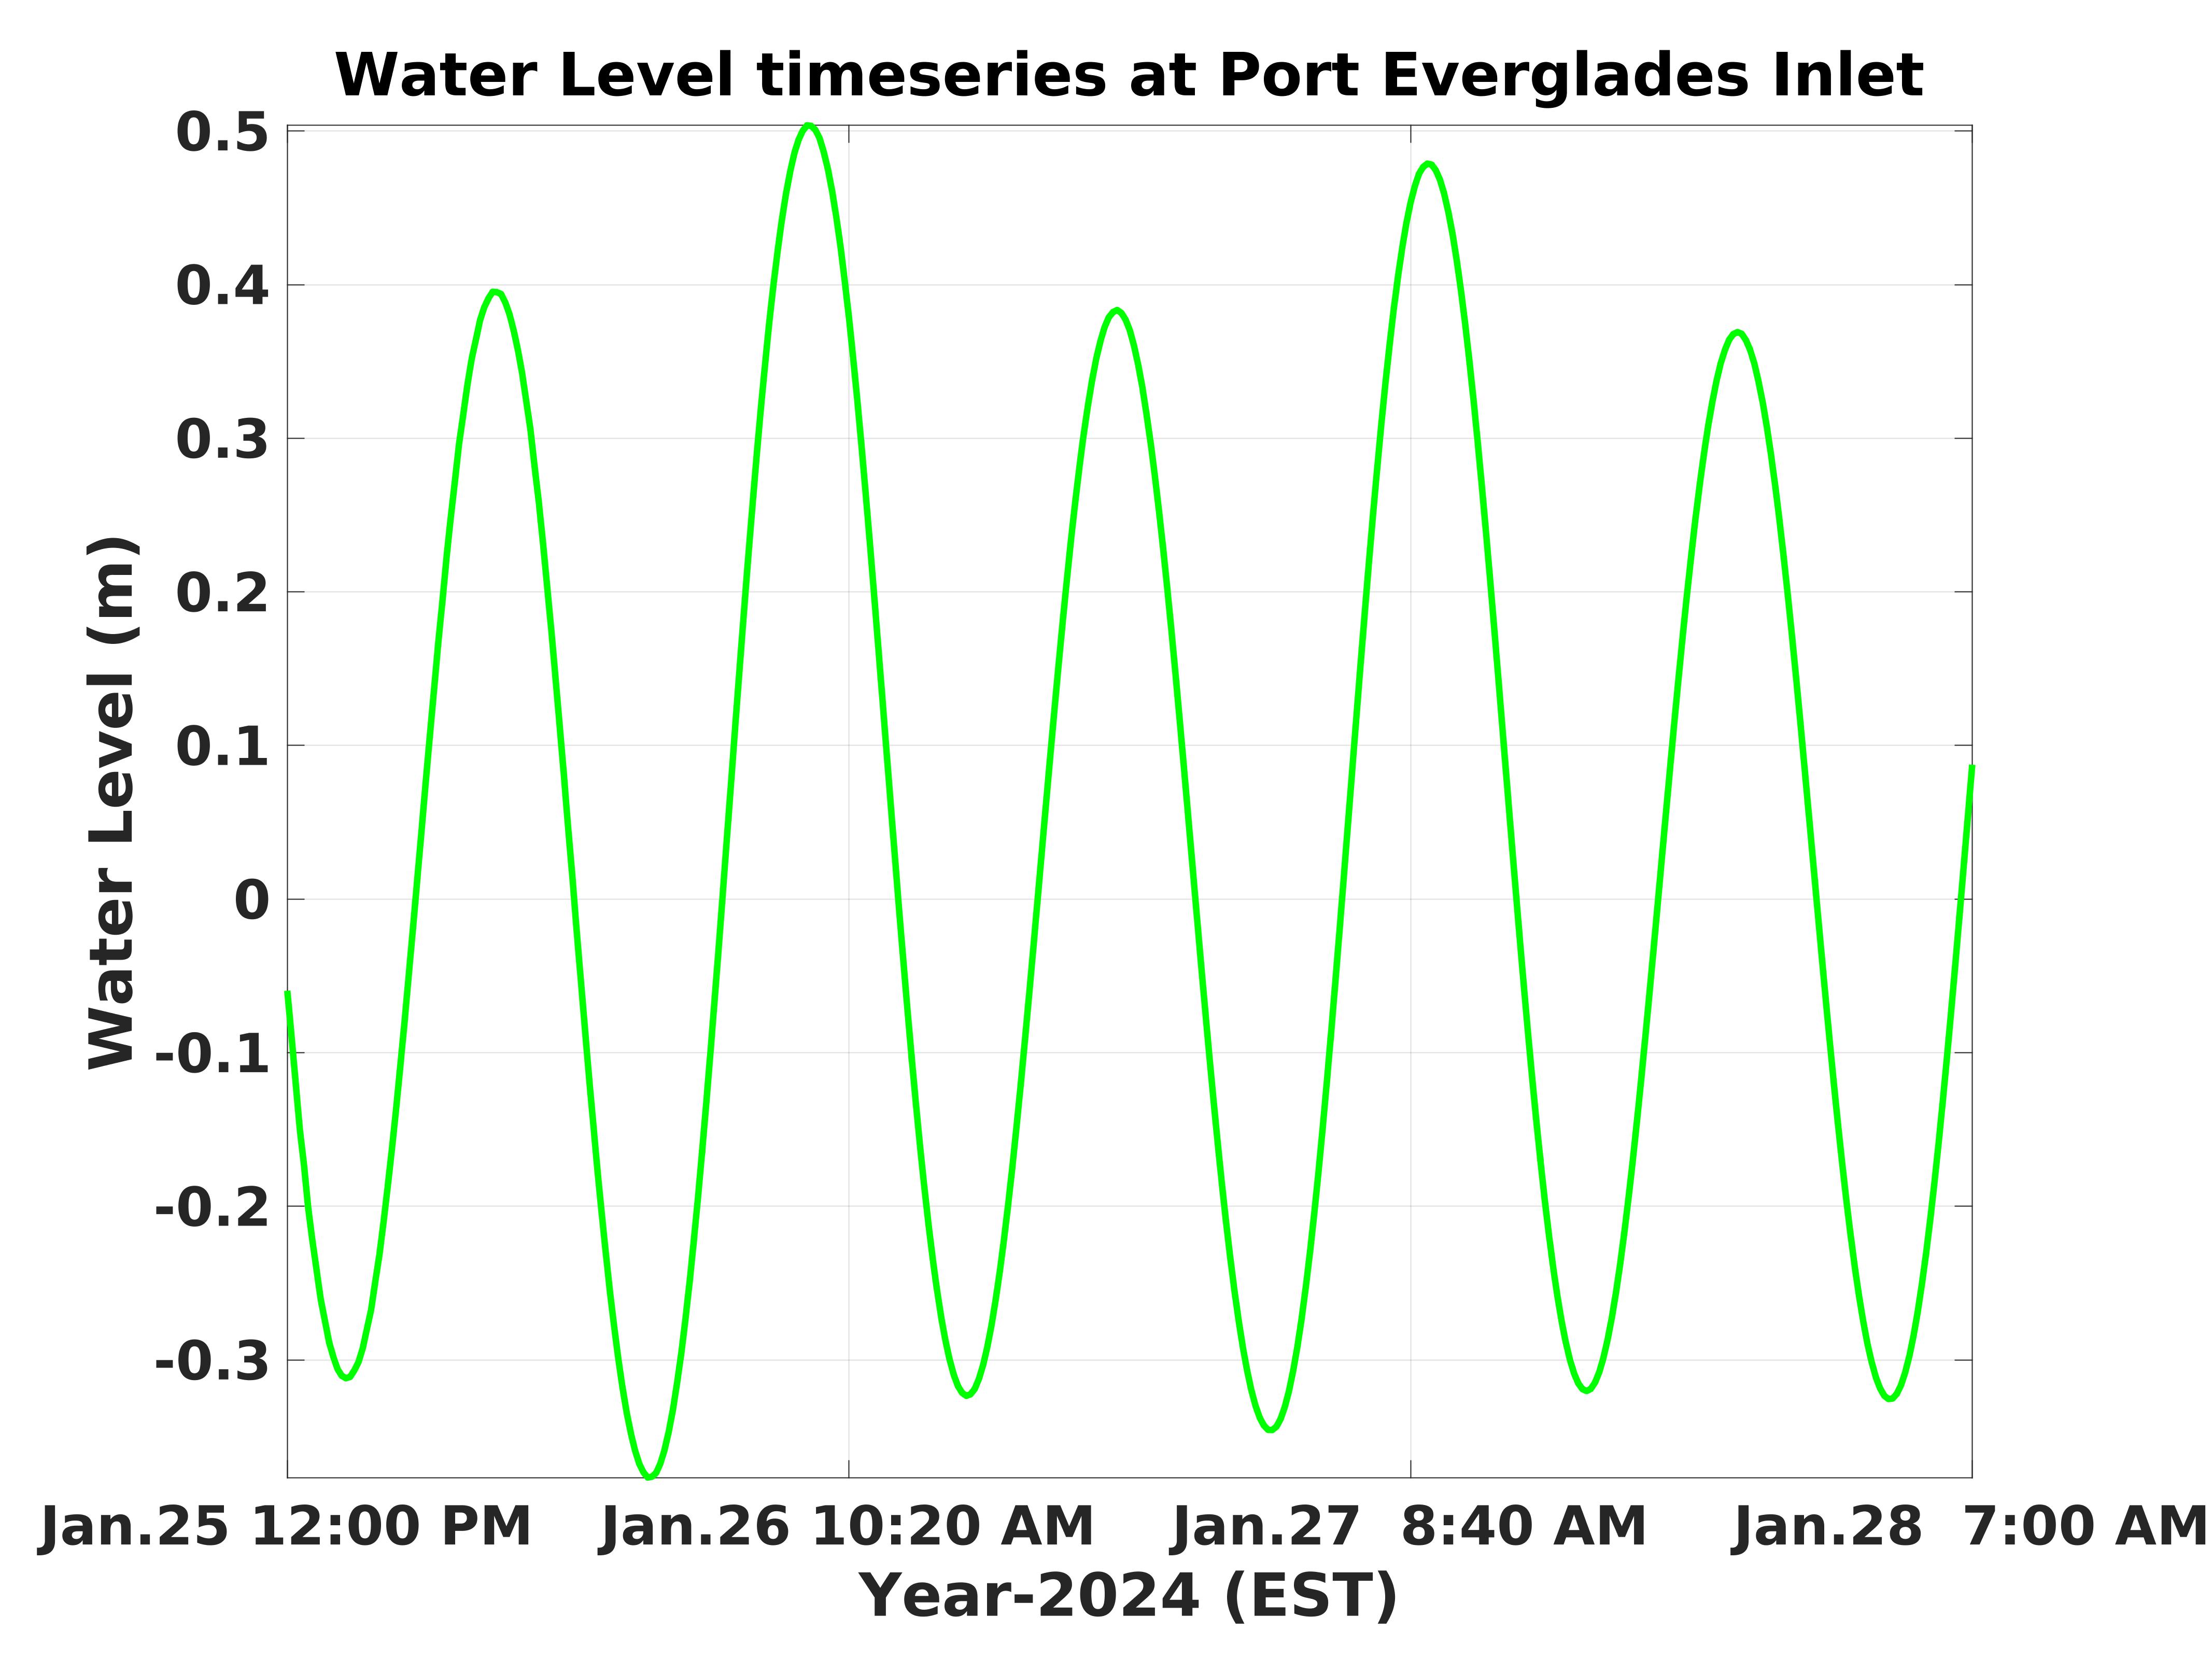 Water Level timeseries at Port Everglades Inlet
0.5
0.4
0.3
0.2
0.1
0
-0.1
-0.2
-0.3
Water Level (m)
Jan.25 12:00 PM Jan.26 10:20 AM Jan.27 8:40 AM Jan.28 7:00 AM
Year-2024 (EST)